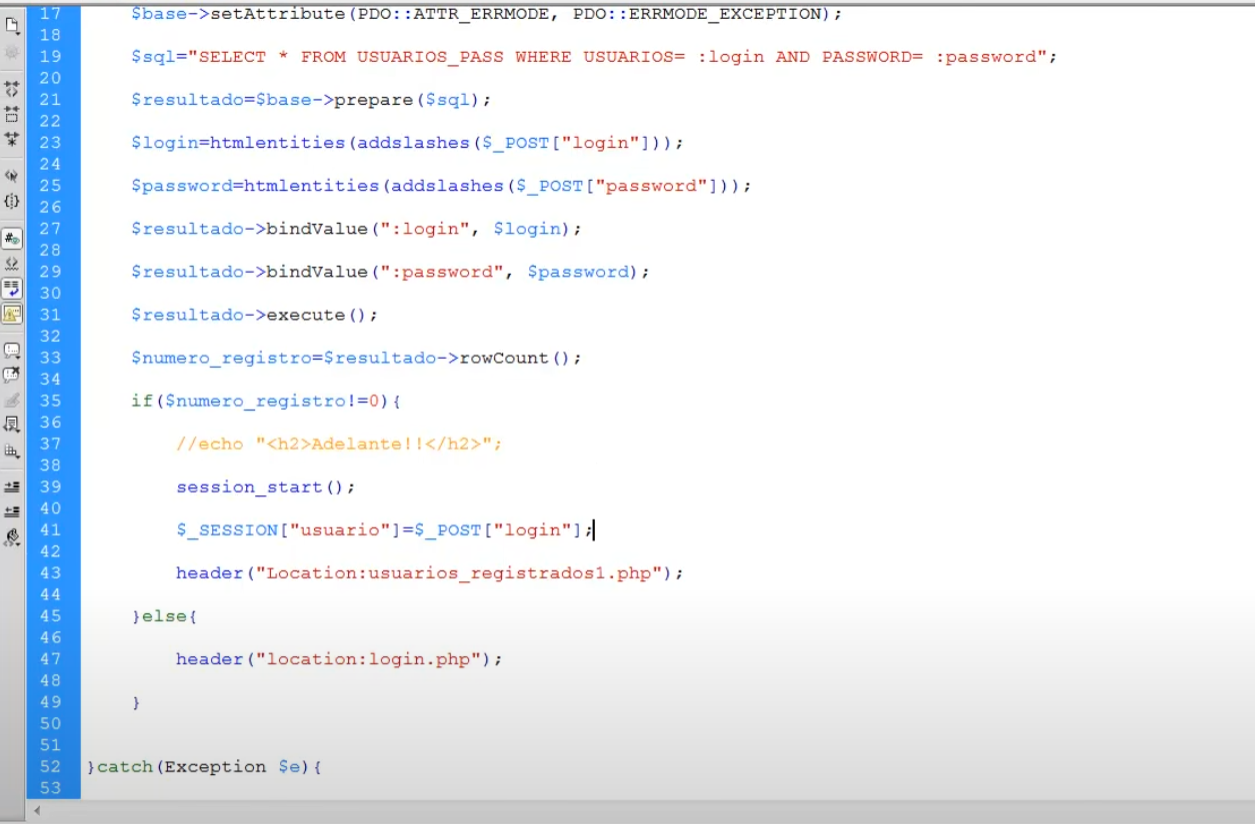 17 $base->setAttribute(PDO::ATTR_ERRMODE, PDO::ERRMODE_EXCEPTION);
18
19 $sql="SELECT * FROM USUARIOS_PASS WHERE USUARIOS= :login AND PASSWORD= :password";
20
21 $resultado=$base->prepare($sql);
22
23 $login=htmlentities(addslashes($_POST["login"]));
24
25 $password=htmlentities(addslashes($_POST["password"]));
26
27 $resultado->bindValue(":login", $login);
28
29 $resultado->bindValue(":password", $password);
30
31 $resultado->execute();
32
33 $numero_registro=$resultado->rowCount();
34
35 if($numero_registro!=0){
36
37 //echo "<h2>Adelante!!</h2>";
38
39 session_start();
40
41 $_SESSION["usuario"]=$_POST["login"];
42
43 header("Location:usuarios_registrados1.php");
44
45 }else{
46
47 header("location:login.php");
48
49 }
50
51
52 }catch(Exception $e){
53